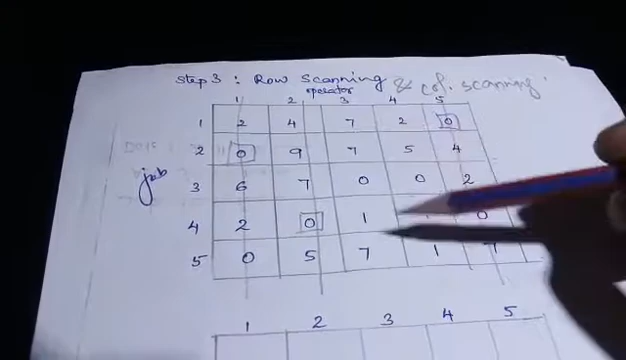 Step 3 : Row Scanning & col. scanning
operator
1 2 3 4 5
1 2 4 7 2 0
2 0 9 7 5 4
job
3 6 7 0 0 2
4 2 0 1 1 0
5 0 5 7 1 7
1 2 3 4 5